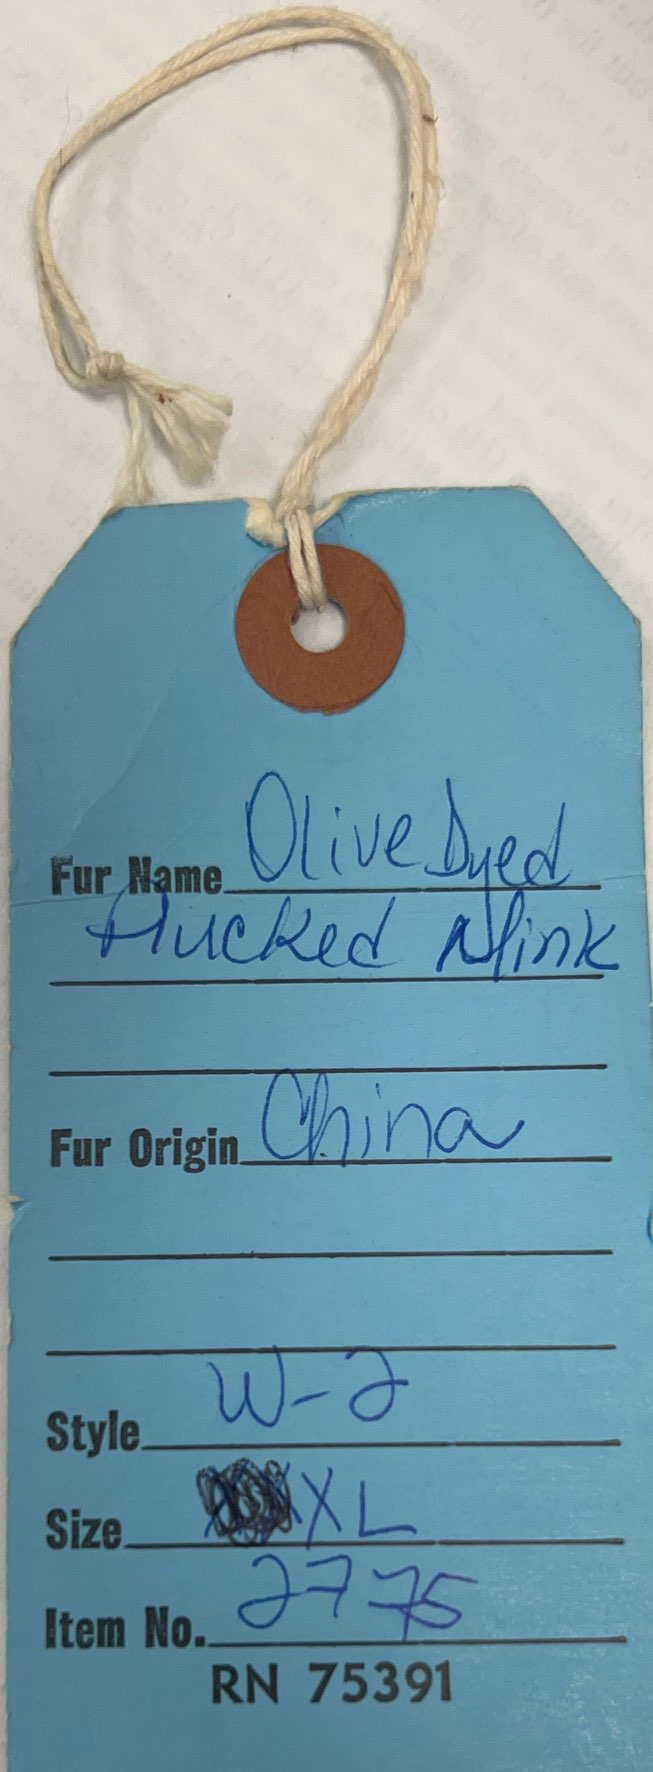 Fur Name Olive Dyed
Plucked Mink
Fur Origin China
Style W-2
Size XL
Item No. 2775
RN 75391